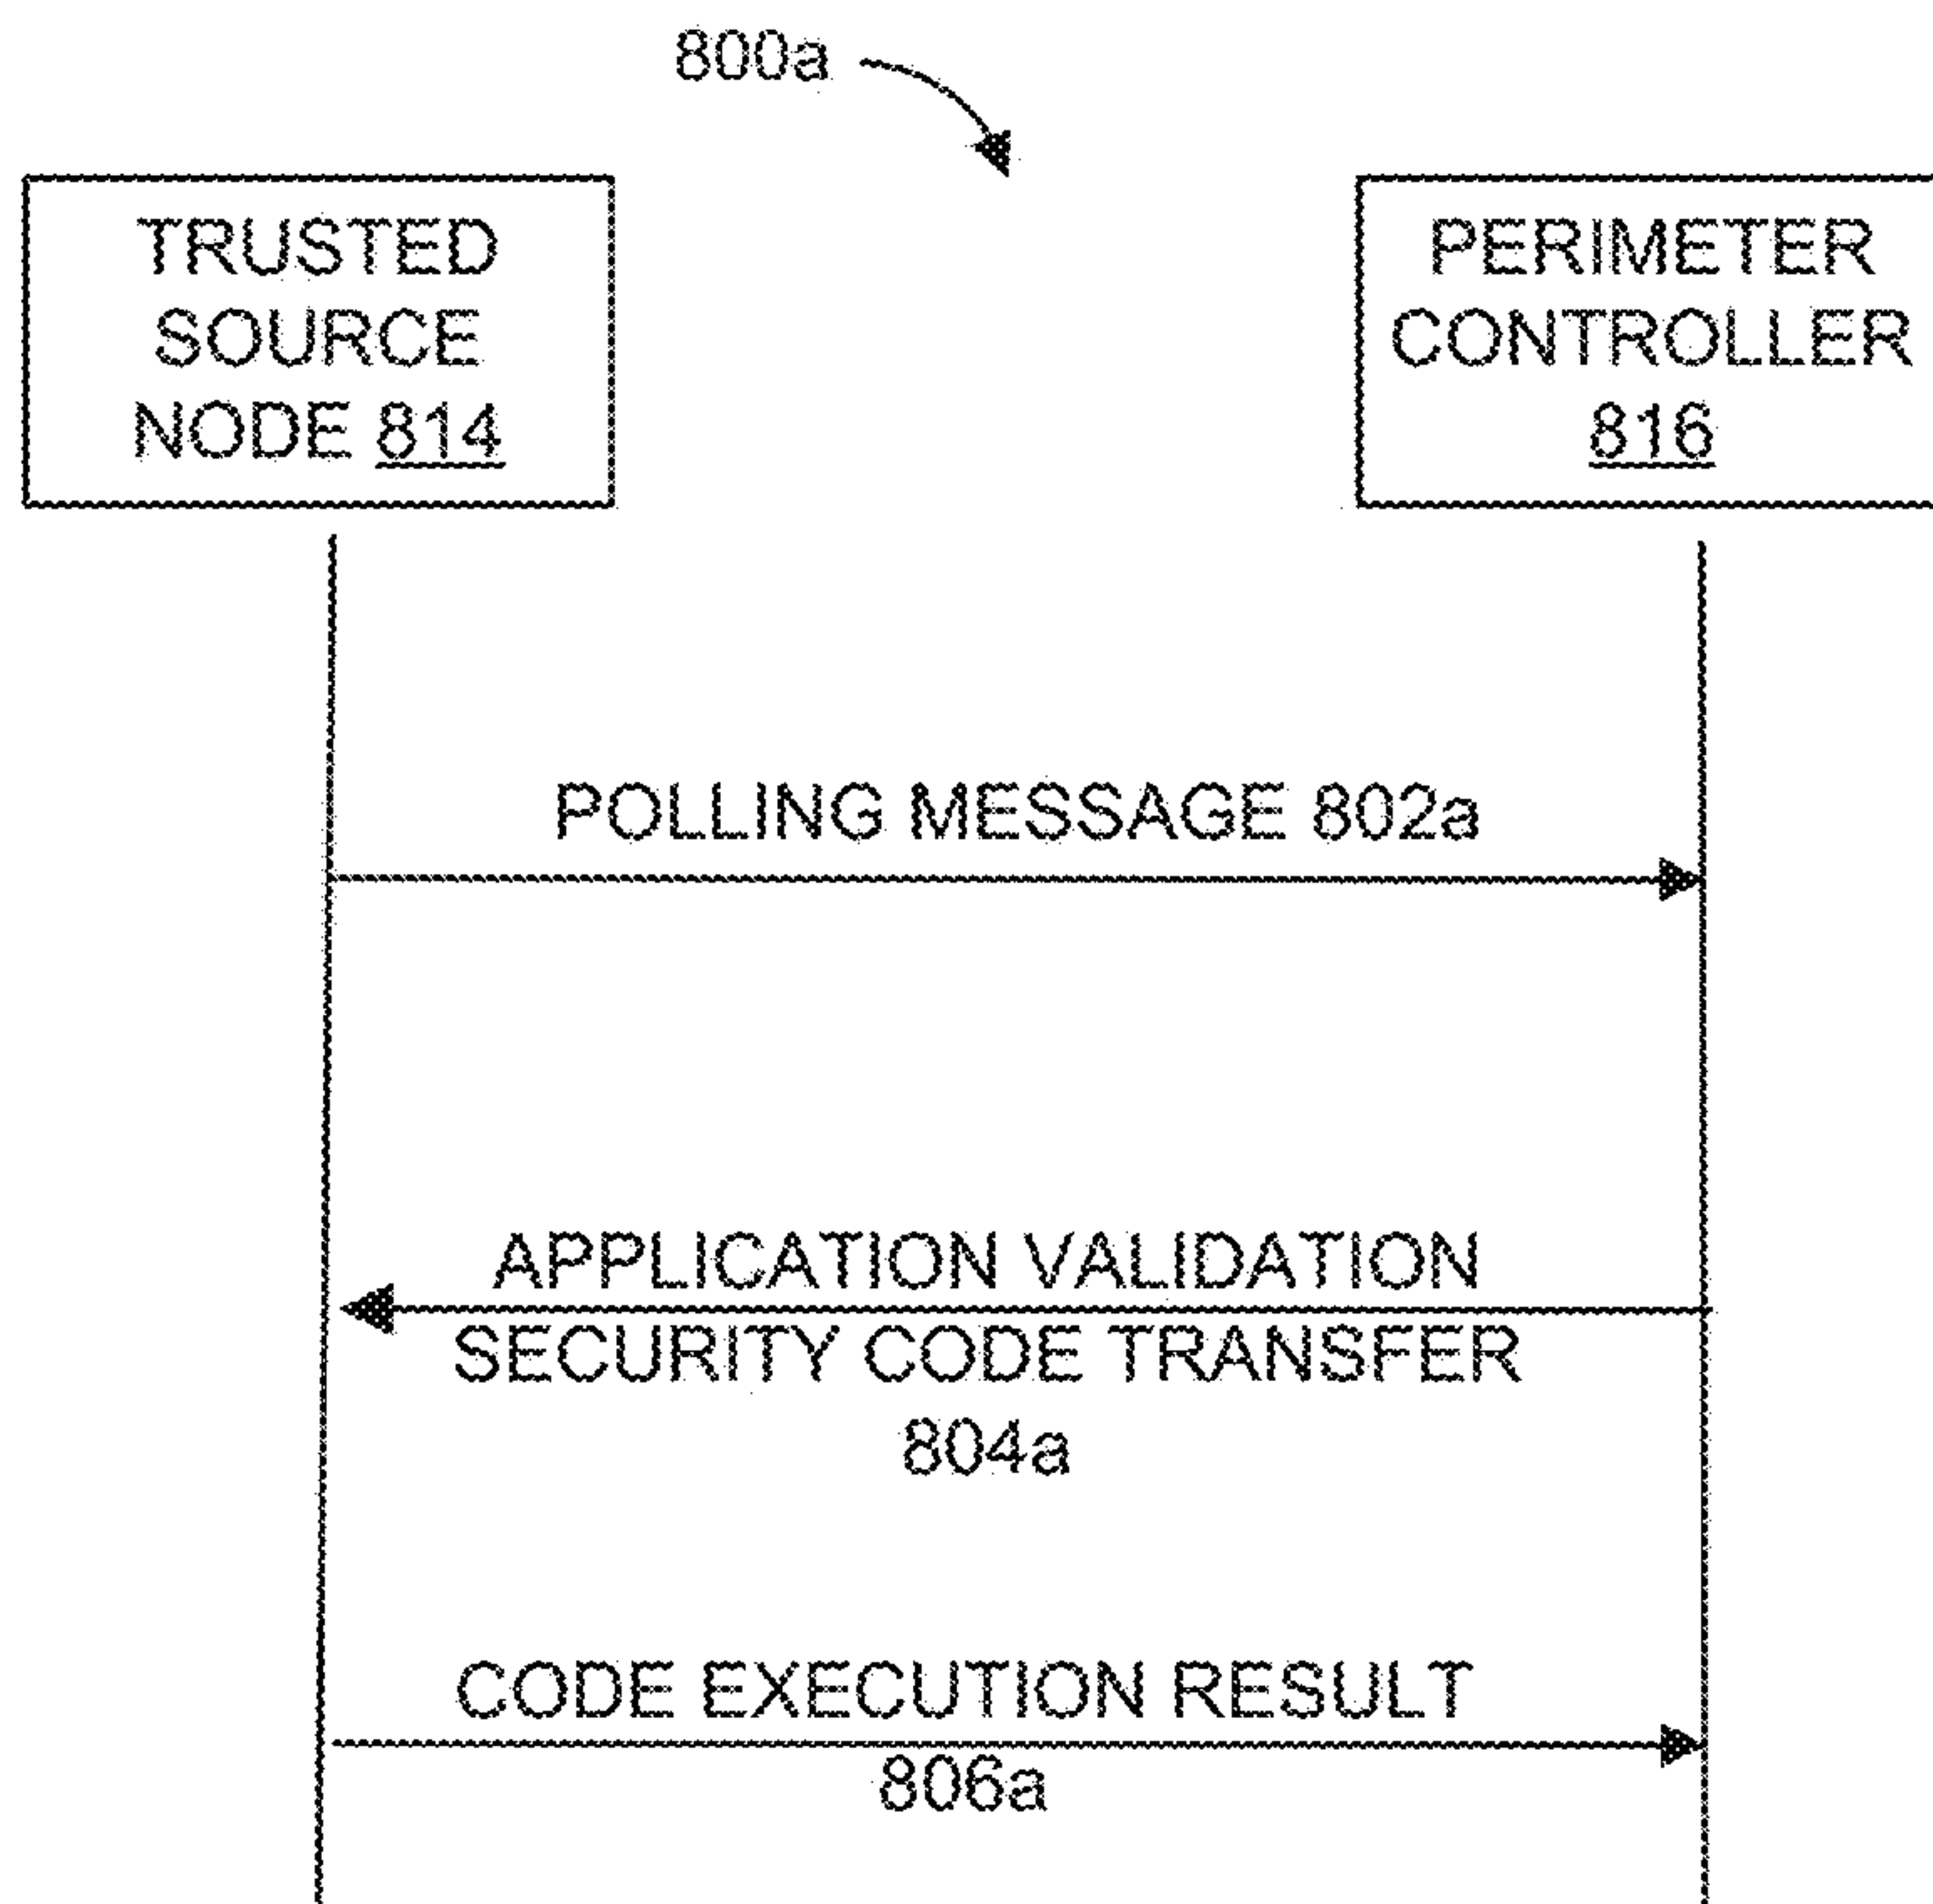 800a
TRUSTED
SOURCE
NODE 814
PERIMETER
CONTROLLER
816
POLLING MESSAGE 802a
APPLICATION VALIDATION
SECURITY CODE TRANSFER
804a
CODE EXECUTION RESULT
806a